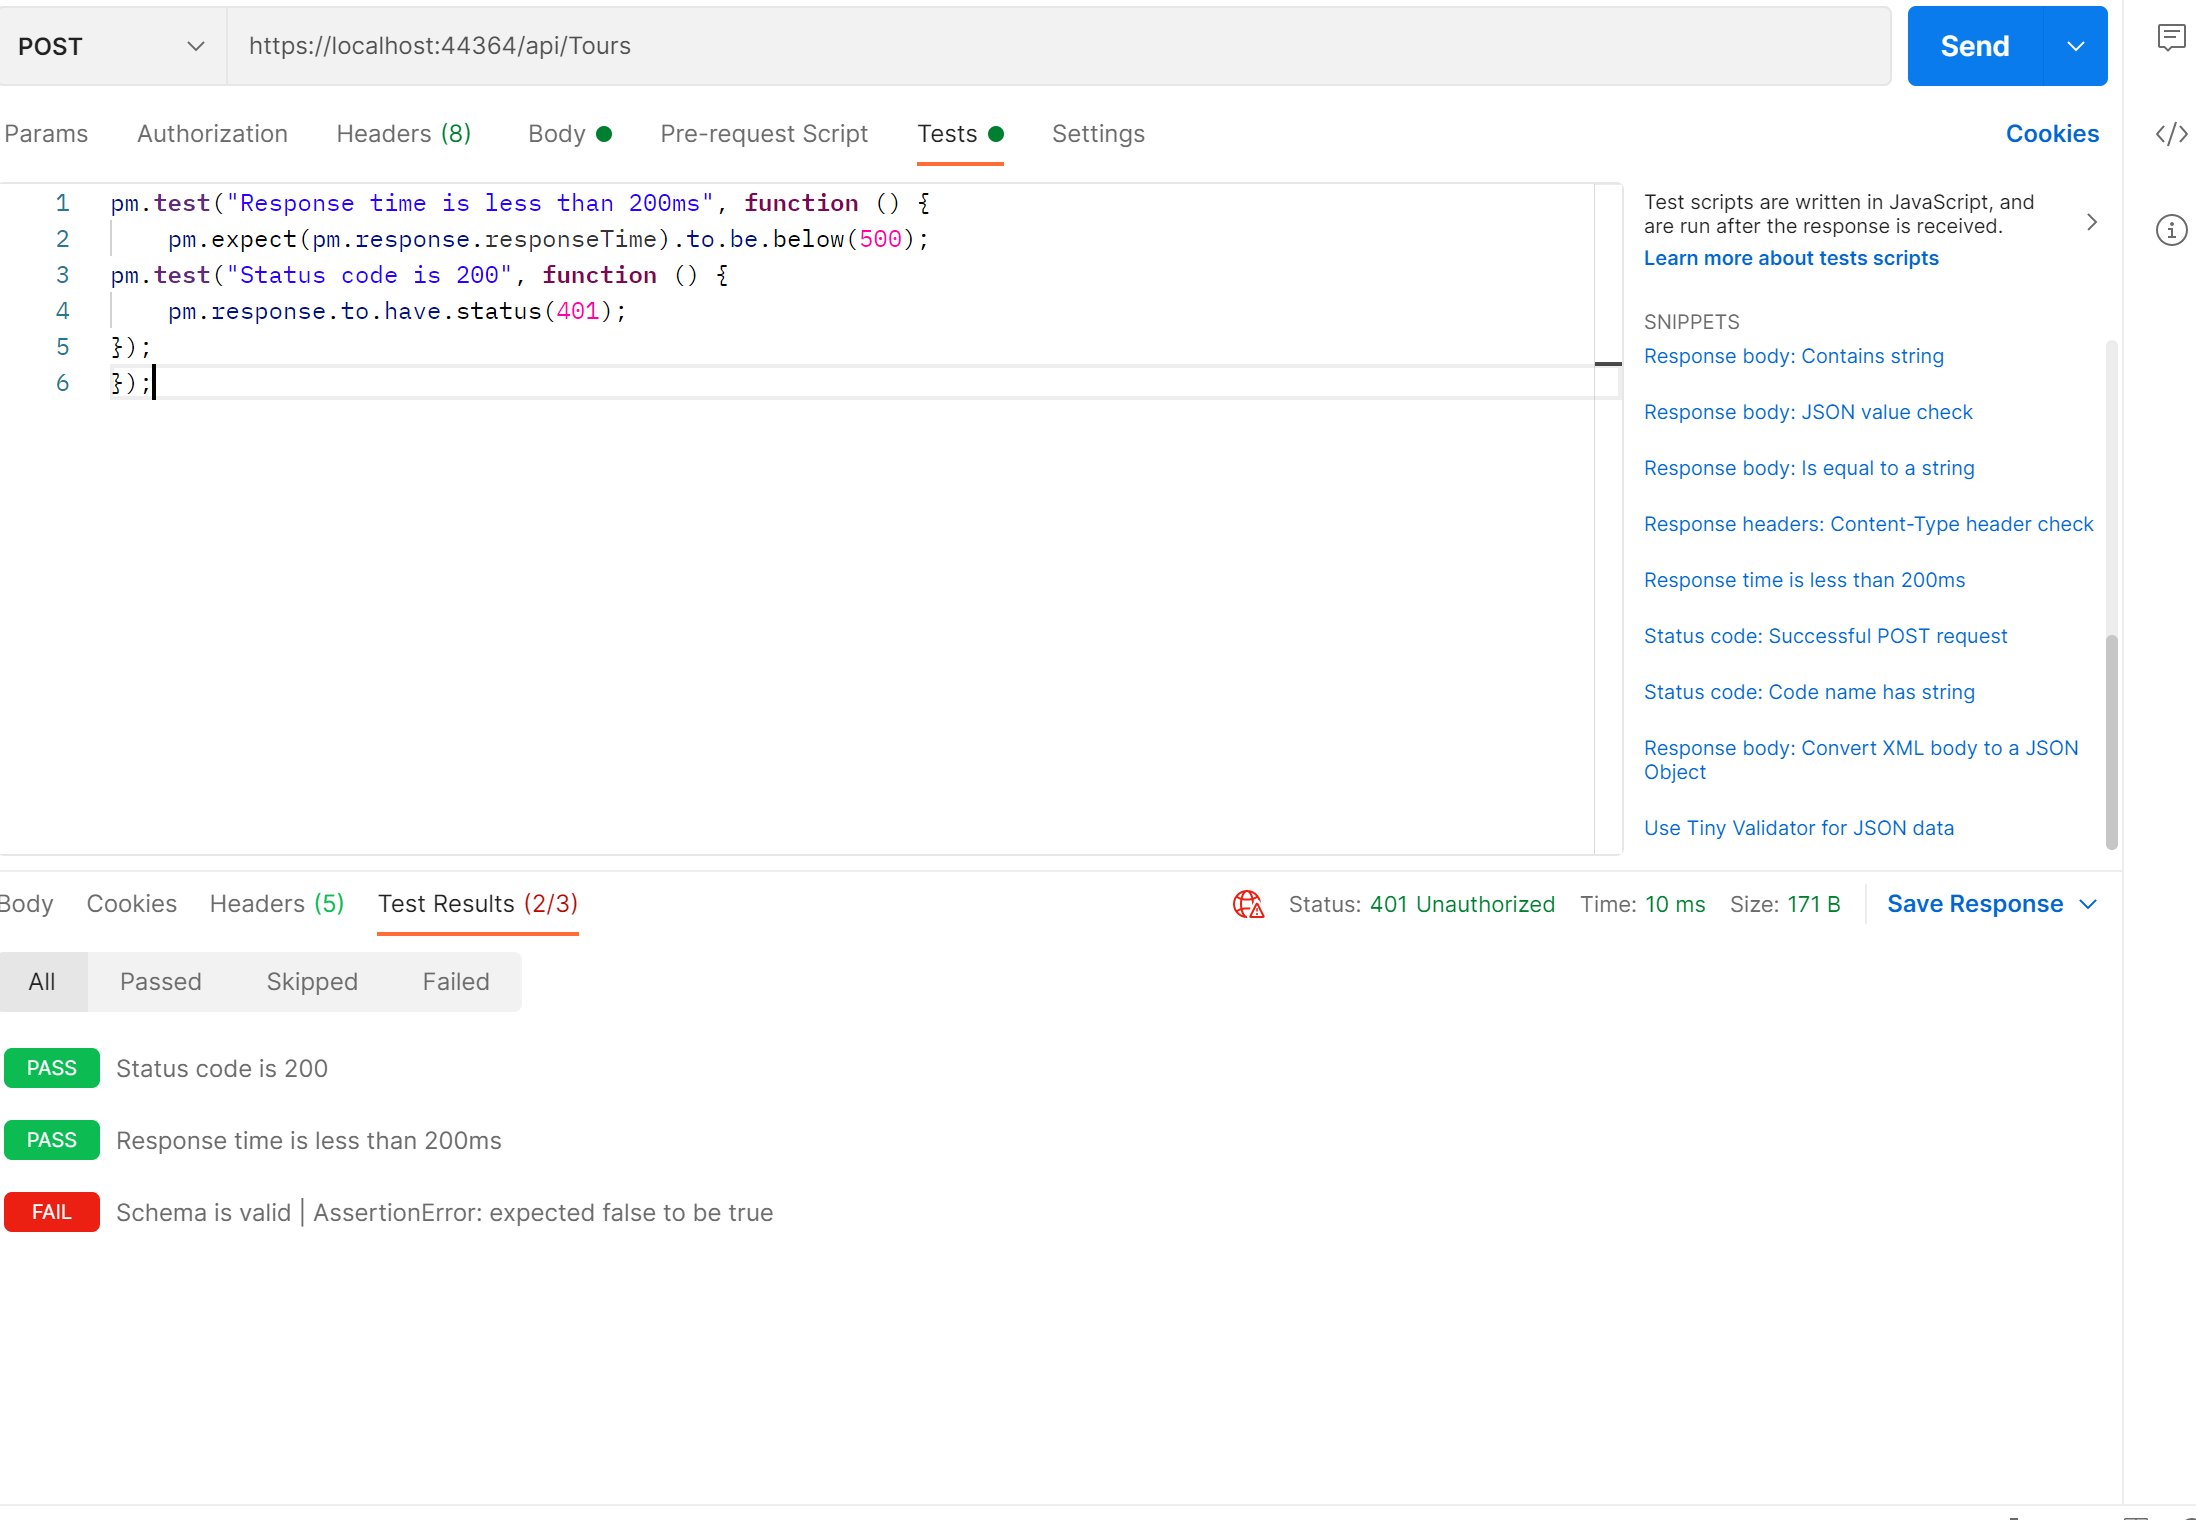 POST
https://localhost:44364/api/Tours
Send
Params
Authorization
Headers (8)
Body
Pre-request Script
Tests
Settings
Cookies
1 pm.test("Response time is less than 200ms", function () {
2     pm.expect(pm.response.responseTime).to.be.below(500);
3 pm.test("Status code is 200", function () {
4     pm.response.to.have.status(401);
5 });
6 });
Test scripts are written in JavaScript, and
are run after the response is received.
Learn more about tests scripts
SNIPPETS
Response body: Contains string
Response body: JSON value check
Response body: Is equal to a string
Response headers: Content-Type header check
Response time is less than 200ms
Status code: Successful POST request
Status code: Code name has string
Response body: Convert XML body to a JSON
Object
Use Tiny Validator for JSON data
Body
Cookies
Headers (5)
Test Results (2/3)
Status: 401 Unauthorized
Time: 10 ms
Size: 171 B
Save Response
All
Passed
Skipped
Failed
PASS Status code is 200
PASS Response time is less than 200ms
FAIL Schema is valid | AssertionError: expected false to be true